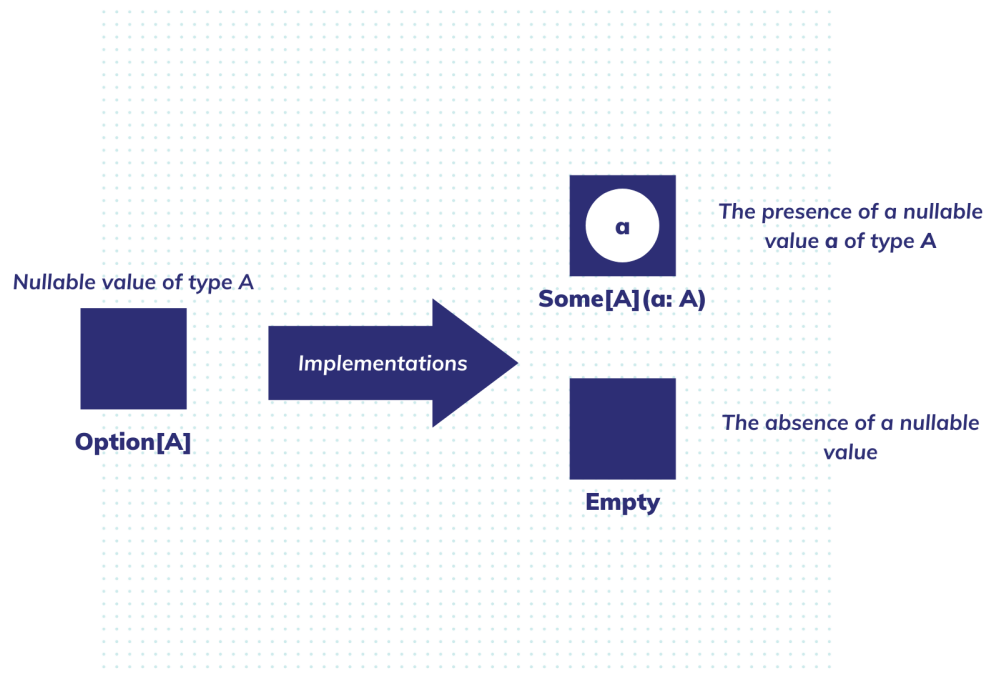 Nullable value of type A
Option[A]
Implementations
a
Some[A](a: A)
The presence of a nullable
value a of type A
Empty
The absence of a nullable
value